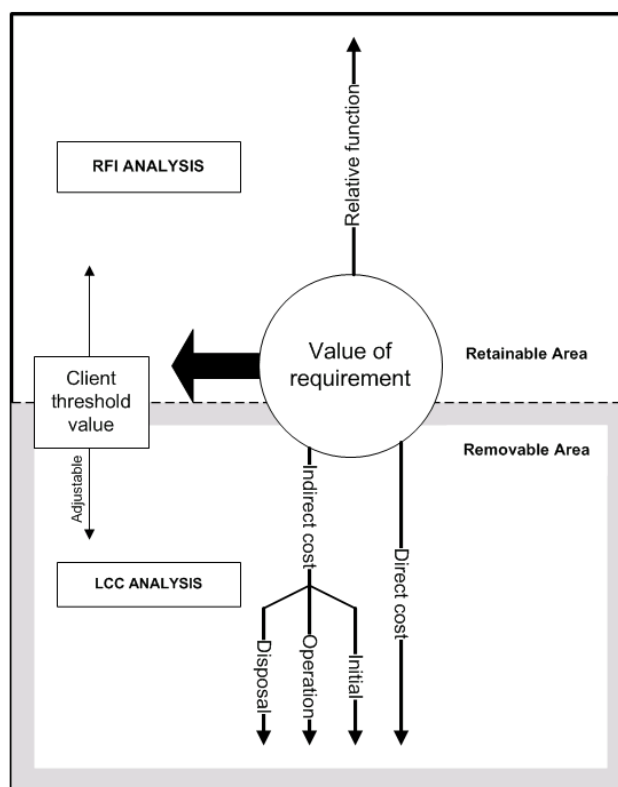 Relative function
RFI ANALYSIS
Value of
requirement
Retainable Area
Client
threshold
value
Removable Area
Adjustable
Indirect cost
Direct cost
LCC ANALYSIS
Disposal
Operation
Initial